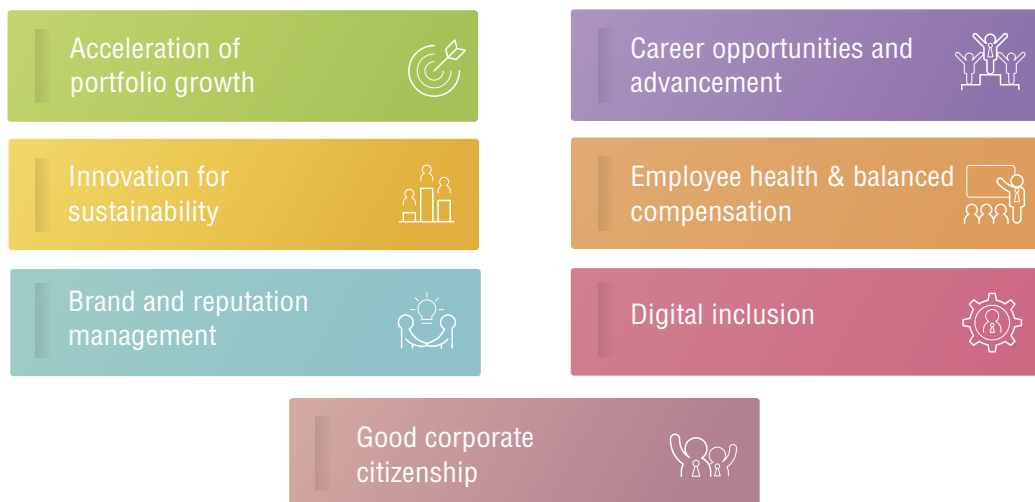 Acceleration of
portfolio growth
Career opportunities and
advancement
Innovation for
sustainability
Employee health & balanced
compensation
Brand and reputation
management
Digital inclusion
Good corporate
citizenship